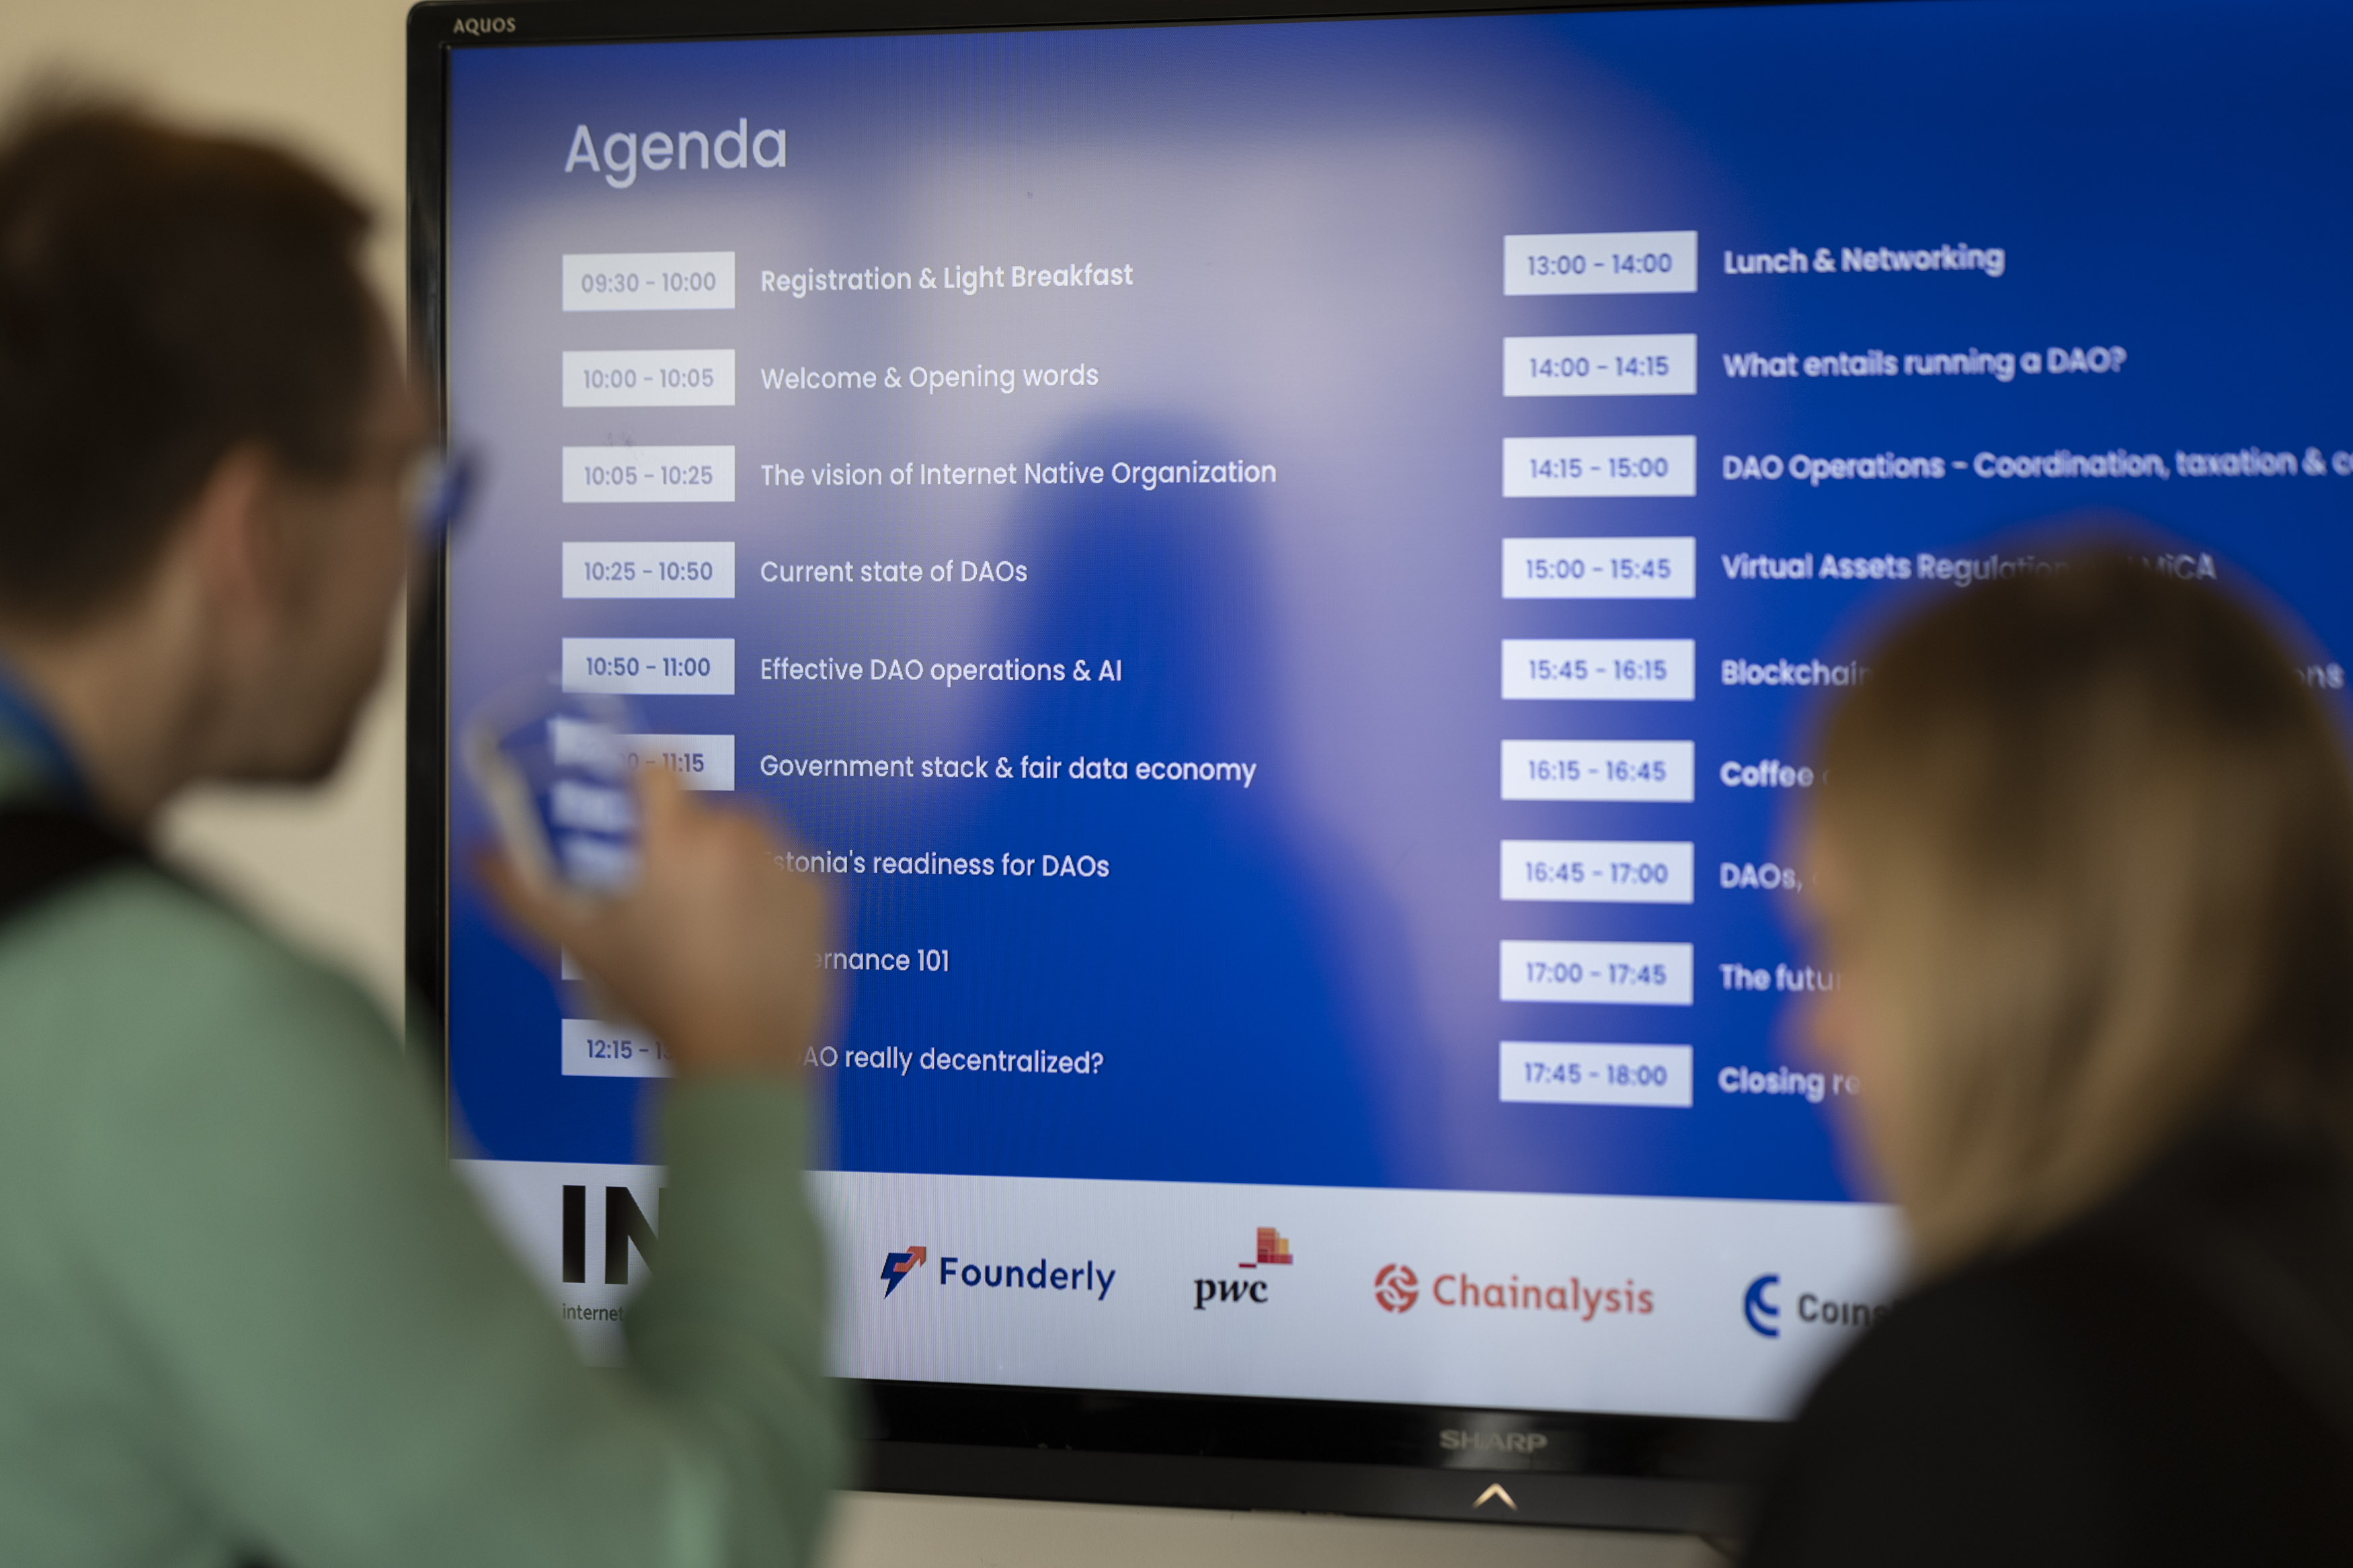 AQUOS
Agenda
09:30 - 10:00 Registration & Light Breakfast
10:00 - 10:05 Welcome & Opening words
10:05 - 10:25 The vision of Internet Native Organization
10:25 - 10:50 Current state of DAOs
10:50 - 11:00 Effective DAO operations & AI
11:15 Government stack & fair data economy
Estonia's readiness for DAOs
101
12:15 - DAO really decentralized?
13:00 - 14:00 Lunch & Networking
14:00 - 14:15 What entails running a DAO?
14:15 - 15:00 DAO Operations - Coordination, taxation &
15:00 - 15:45 Virtual Assets Regulation MiCA
15:45 - 16:15 Blockchain
16:15 - 16:45 Coffee
16:45 - 17:00 DAOs,
17:00 - 17:45 The
17:45 - 18:00 Closing
IN
internet
Founderly
pwc
Chainalysis
SHARP